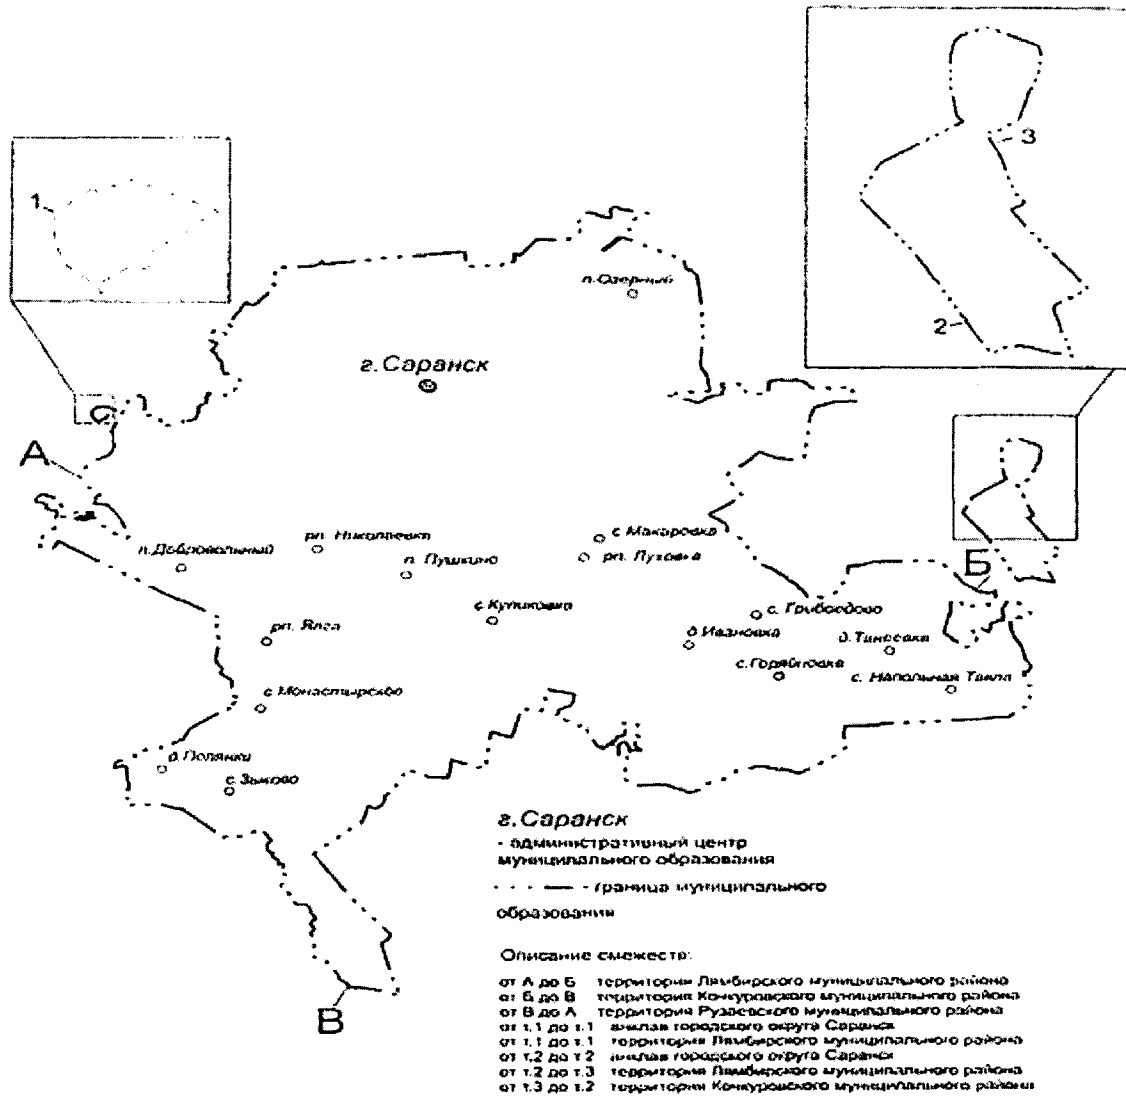 1
3
2
п.Озерный
г.Саранск
А
с.Макаровка
рп. Николаевка
рп. Луховка
п.Добровольный
п. Пушкино
Б
с.Куликовка
с. Грибоедово
рп. Ялга
д.Ивановка
д.Танеевка
с.Горяйновка
с. Напольная Тавла
с.Монастырское
д.Полянки
с.Зыково
г.Саранск
- административный центр
муниципального образования
- граница муниципального
образования
Описание смежеств:
от А до Б территории Лямбирского муниципального района
от Б до В территория Кочкуровского муниципального района
от В до А территория Рузаевского муниципального района
от т.1 до т.1 анклав городского округа Саранск
от т.1 до т.1 территория Лямбирского муниципального района
от т.2 до т.2 анклав городского округа Саранск
от т.2 до т.3 территория Лямбирского муниципального района
от т.3 до т.2 территория Кочкуровского муниципального района
В